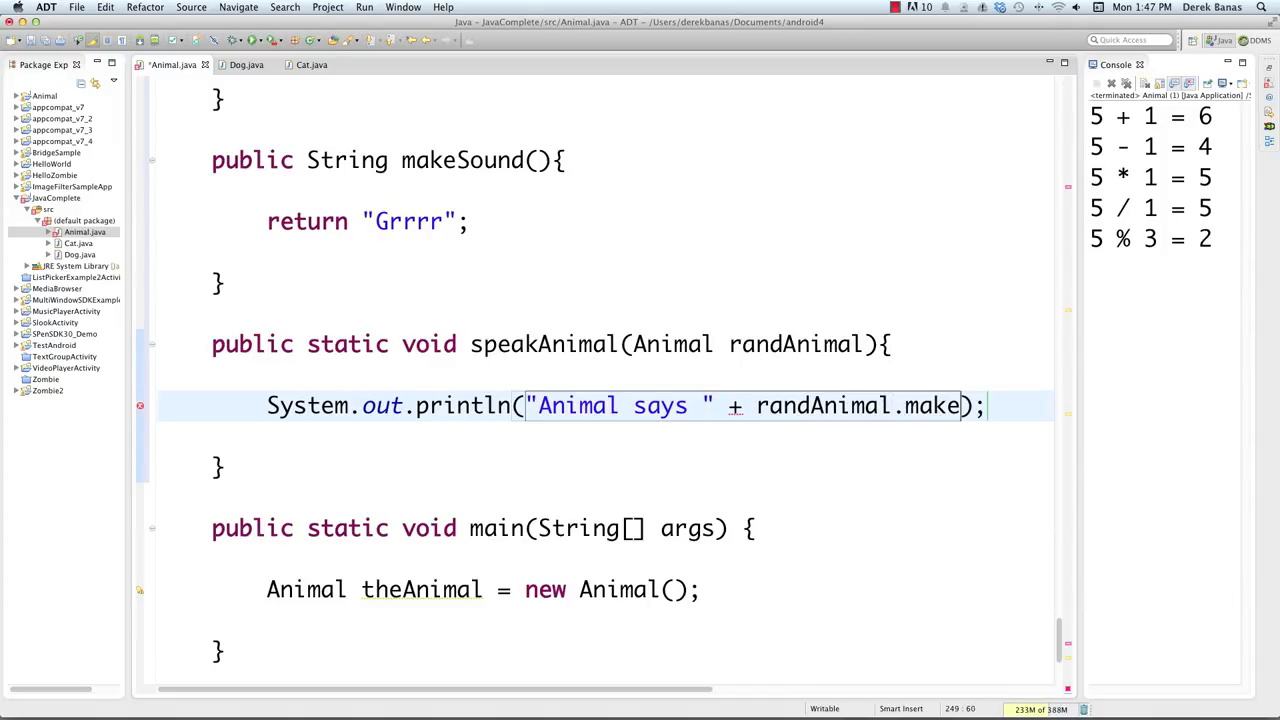 ADT File Edit Refactor Source Navigate Search Project Run Window Help 10 Mon 1:47 PM Derek Banas
Java - JavaComplete/src/Animal.java - ADT - /Users/derekbanas/Documents/android4
Quick Access Java DDMS
Package Exp
*Animal.java Dog.java Cat.java
Console
<terminated> Animal (1) [Java Application] /S
Animal
appcompat_v7
appcompat_v7_2
appcompat_v7_3
appcompat_v7_4
BridgeSample
HelloWorld
HelloZombie
ImageFilterSampleApp
JavaComplete
src
(default package)
Animal.java
Cat.java
Dog.java
JRE System Library [Ja
ListPickerExample2Activi
MediaBrowser
MultiWindowSDKExample
MusicPlayerActivity
SlookActivity
SPenSDK30_Demo
TestAndroid
TextGroupActivity
VideoPlayerActivity
Zombie
Zombie2
}
public String makeSound(){
return "Grrrr";
}
public static void speakAnimal(Animal randAnimal){
System.out.println("Animal says " + randAnimal.make);
}
public static void main(String[] args) {
Animal theAnimal = new Animal();
}
5 + 1 = 6
5 - 1 = 4
5 * 1 = 5
5 / 1 = 5
5 % 3 = 2
Writable Smart Insert 249 : 60 233M of 388M